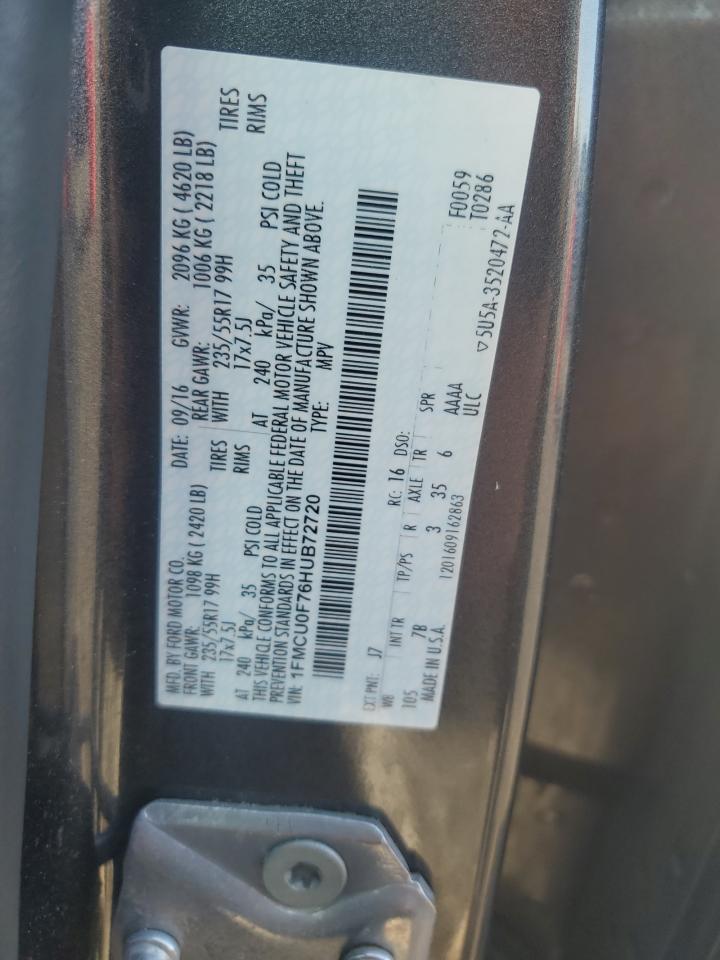 MFD. BY FORD MOTOR CO.
DATE: 09/16 GVWR: 2096 KG ( 4620 LB)
FRONT GAWR: 1098 KG ( 2420 LB) REAR GAWR: 1006 KG ( 2218 LB)
WITH 235/55R17 99H TIRES WITH 235/55R17 99H TIRES
17x7.5J RIMS 17x7.5J RIMS
AT 240 kPa/ 35 PSI COLD AT 240 kPa/ 35 PSI COLD
THIS VEHICLE CONFORMS TO ALL APPLICABLE FEDERAL MOTOR VEHICLE SAFETY AND THEFT
PREVENTION STANDARDS IN EFFECT ON THE DATE OF MANUFACTURE SHOWN ABOVE.
VIN: 1FMCU0F76HUB72720 TYPE: MPV
EXT PNT: J7 RC: 16 DSO: F0059
WB INT TR TP/PS R AXLE TR SPR T0286
105 7B 3 35 6 AAAA
MADE IN U.S.A. 1201609162863 ULC
▽ 5U5A-3520472-AA